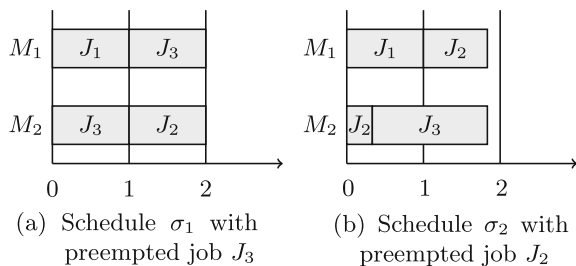 M₁ J₁ J₃ M₁ J₁ J₂
M₂ J₃ J₂ M₂ J₂ J₃
0 1 2 0 1 2
(a) Schedule σ₁ with
preempted job J₃
(b) Schedule σ₂ with
preempted job J₂